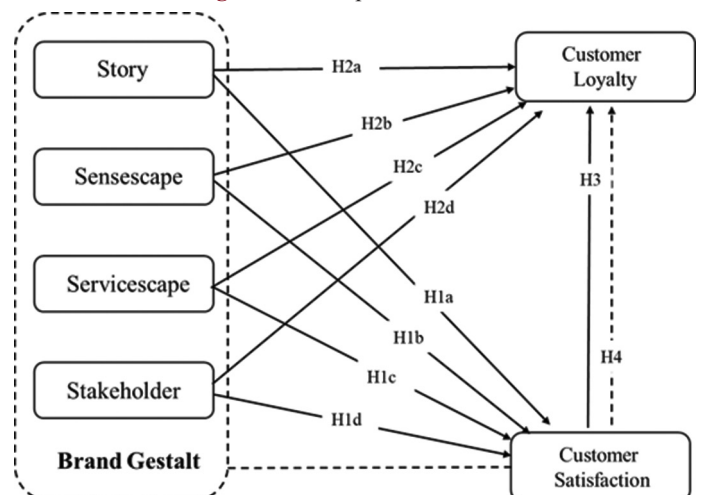 Story
H2a
Customer
Loyalty
H2b
Sensescape
H2c
H3
H2d
Servicescape
H1a
H1b
H4
H1c
Stakeholder
H1d
Brand Gestalt
Customer
Satisfaction